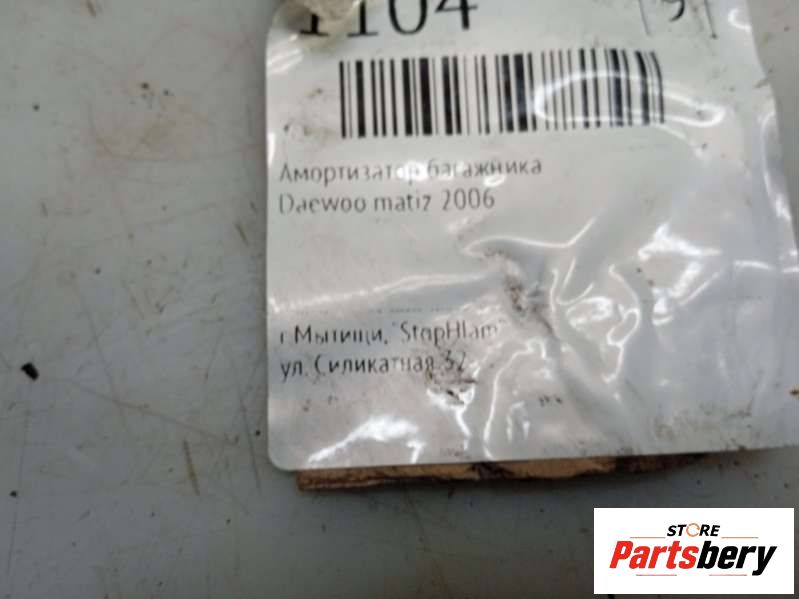 1104
Амортизатор багажника
Daewoo matiz 2006
г.Мытищи, "StopHlam"
ул. Силикатная 32
STORE
Partsbery